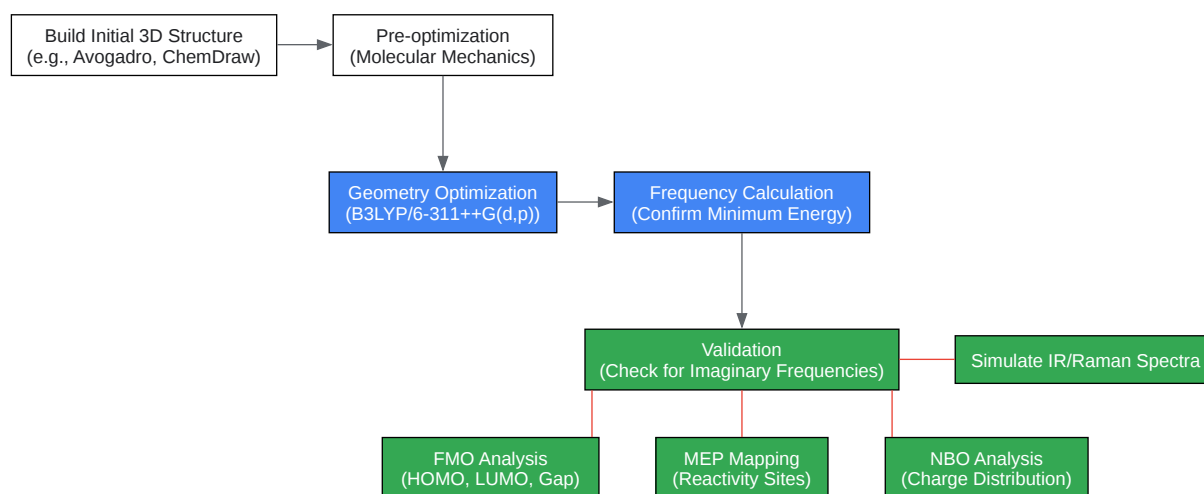 Build Initial 3D Structure
(e.g., Avogadro, ChemDraw)
Pre-optimization
(Molecular Mechanics)
Geometry Optimization
(B3LYP/6-311++G(d,p))
Frequency Calculation
(Confirm Minimum Energy)
Validation
(Check for Imaginary Frequencies)
Simulate IR/Raman Spectra
FMO Analysis
(HOMO, LUMO, Gap)
MEP Mapping
(Reactivity Sites)
NBO Analysis
(Charge Distribution)